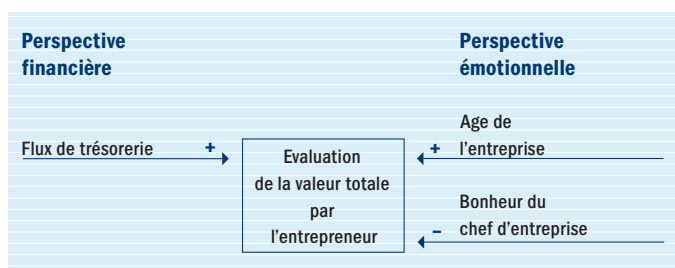 Perspective
financière
Perspective
émotionnelle
Flux de trésorerie +
Evaluation
de la valeur totale
par
l'entrepreneur
Age de
+ l'entreprise
Bonheur du
– chef d'entreprise